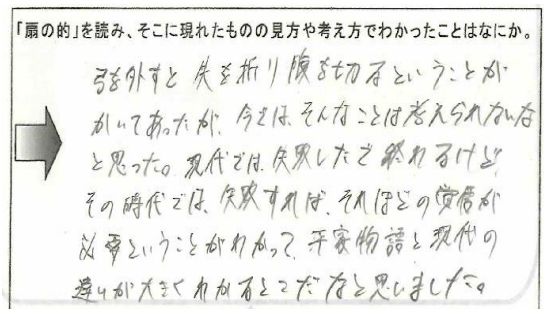 「扇の的」を読み、そこに現れたものの見方や考え方でわかったことはなにか。
弓を外すと矢を折り腹を切るということが
かいてあったが、今では、そんなことは考えられないな
と思った。現代では、失敗したで終れるけど
その時代では、失敗すれば、それほどの覚悟が
必要ということがわかって、平家物語と現代の
違いが大きくわかるとこだなと思いました。